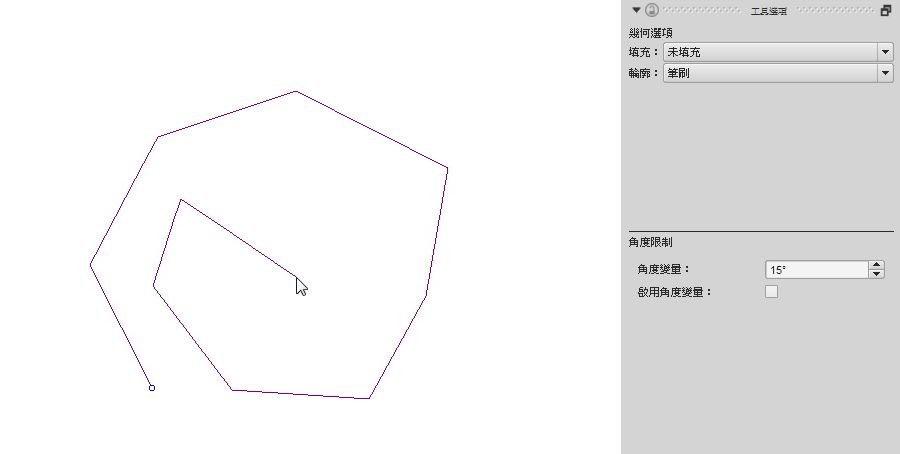 工具選項
幾何選項
填充： 未填充
輪廓： 筆刷
角度限制
角度變量： 15°
啟用角度變量：